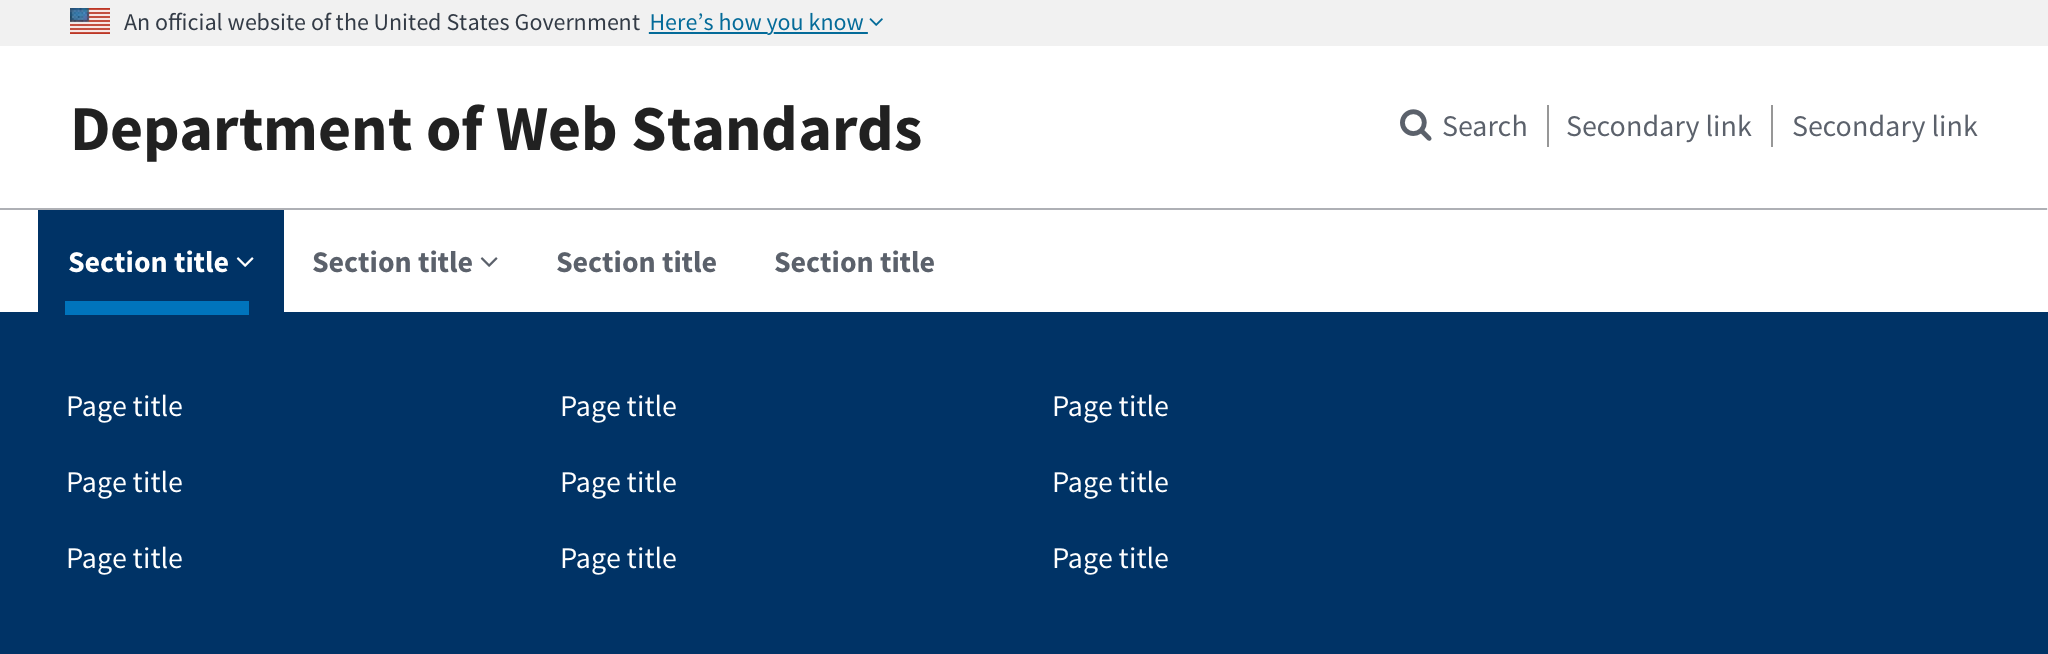 An official website of the United States Government Here’s how you know
Department of Web Standards
Search Secondary link Secondary link
Section title Section title Section title Section title
Page title Page title Page title
Page title Page title Page title
Page title Page title Page title